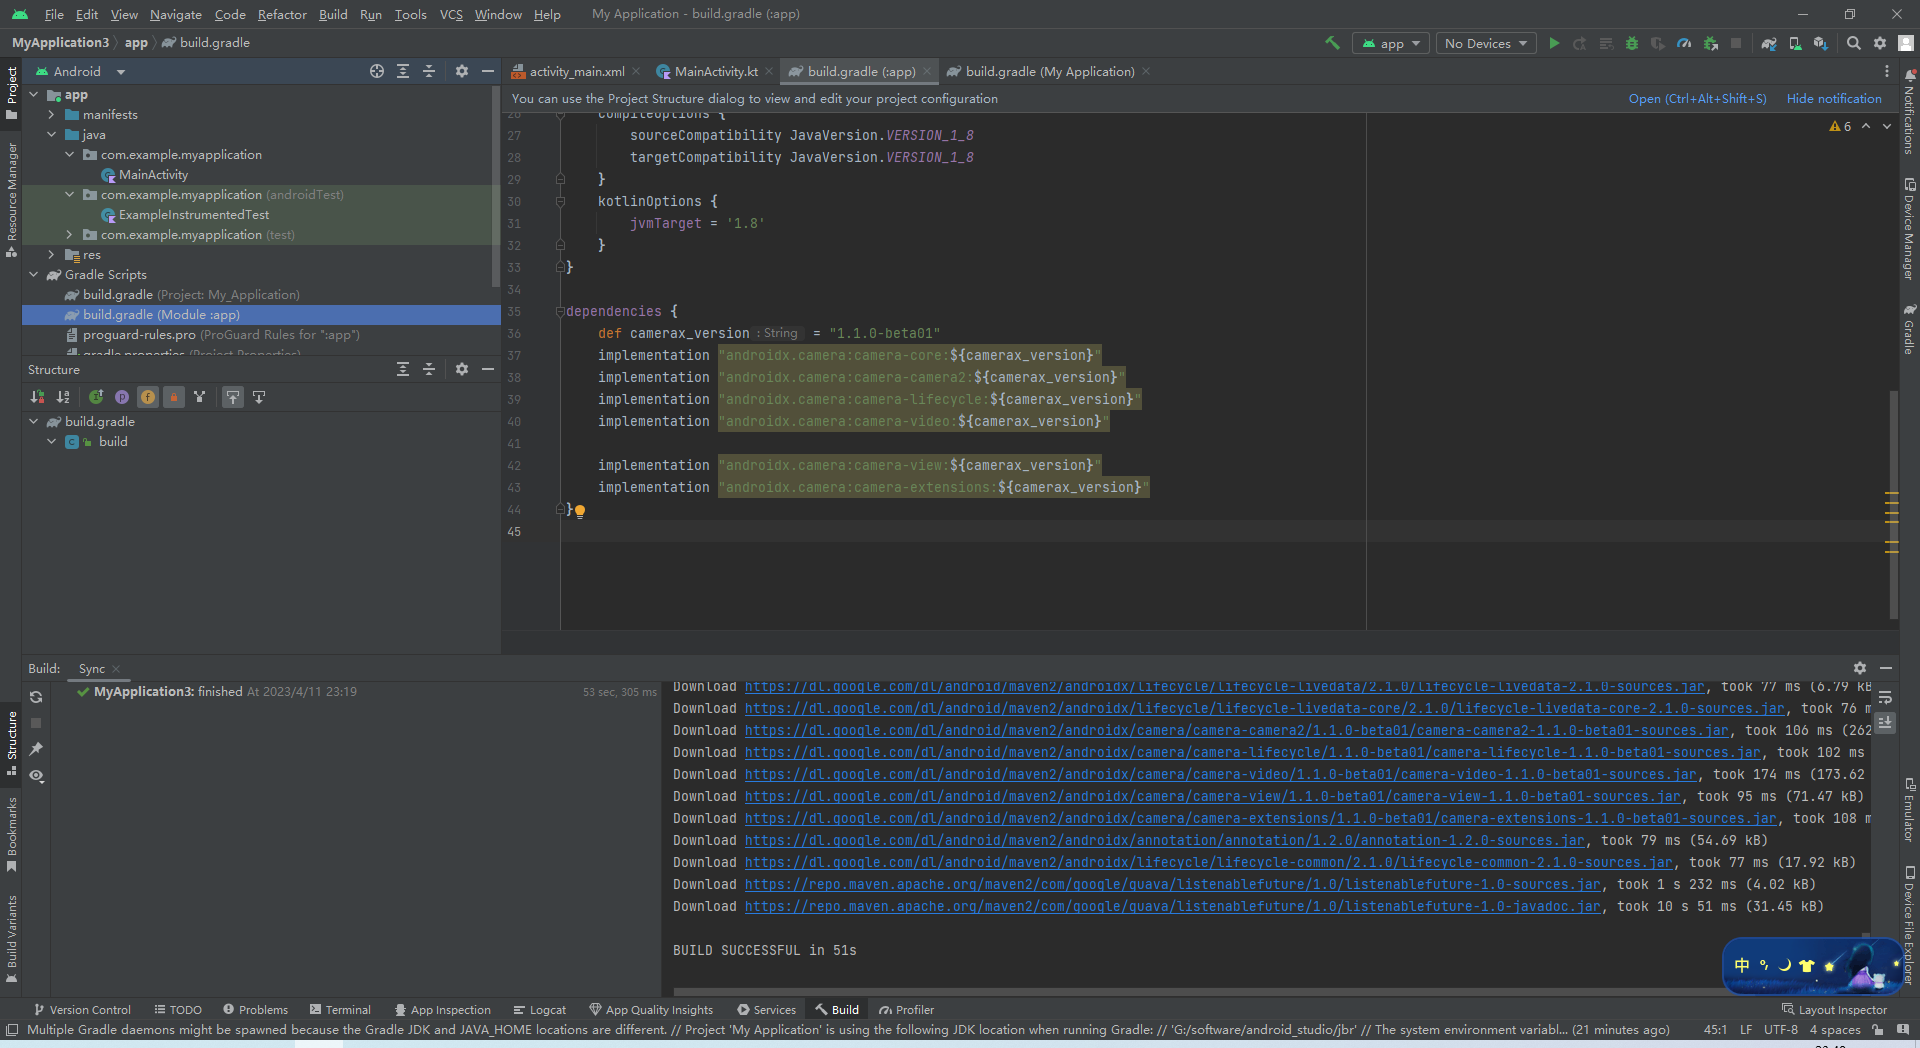 File Edit View Navigate Code Refactor Build Run Tools VCS Window Help My Application - build.gradle (:app)
MyApplication3 app build.gradle
app No Devices
Project
Android
activity_main.xml MainActivity.kt build.gradle (:app) build.gradle (My Application)
You can use the Project Structure dialog to view and edit your project configuration Open (Ctrl+Alt+Shift+S) Hide notification
app
manifests
java
com.example.myapplication
MainActivity
com.example.myapplication (androidTest)
ExampleInstrumentedTest
com.example.myapplication (test)
res
Gradle Scripts
build.gradle (Project: My_Application)
build.gradle (Module :app)
proguard-rules.pro (ProGuard Rules for ":app")
gradle.properties (Project Properties)
Resource Manager
Structure
build.gradle
build
6
26 compileOptions {
27 sourceCompatibility JavaVersion.VERSION_1_8
28 targetCompatibility JavaVersion.VERSION_1_8
29 }
30 kotlinOptions {
31 jvmTarget = '1.8'
32 }
33 }
34
35 dependencies {
36 def camerax_version : String = "1.1.0-beta01"
37 implementation "androidx.camera:camera-core:${camerax_version}"
38 implementation "androidx.camera:camera-camera2:${camerax_version}"
39 implementation "androidx.camera:camera-lifecycle:${camerax_version}"
40 implementation "androidx.camera:camera-video:${camerax_version}"
41
42 implementation "androidx.camera:camera-view:${camerax_version}"
43 implementation "androidx.camera:camera-extensions:${camerax_version}"
44 }
45
Notifications
Device Manager
Gradle
Emulator
Device File Explorer
Build: Sync
MyApplication3: finished At 2023/4/11 23:19 53 sec, 305 ms
Structure
Bookmarks
Build Variants
Download https://dl.google.com/dl/android/maven2/androidx/lifecycle/lifecycle-livedata/2.1.0/lifecycle-livedata-2.1.0-sources.jar, took 77 ms (6.79 kB
Download https://dl.google.com/dl/android/maven2/androidx/lifecycle/lifecycle-livedata-core/2.1.0/lifecycle-livedata-core-2.1.0-sources.jar, took 76 m
Download https://dl.google.com/dl/android/maven2/androidx/camera/camera-camera2/1.1.0-beta01/camera-camera2-1.1.0-beta01-sources.jar, took 106 ms (262
Download https://dl.google.com/dl/android/maven2/androidx/camera/camera-lifecycle/1.1.0-beta01/camera-lifecycle-1.1.0-beta01-sources.jar, took 102 ms
Download https://dl.google.com/dl/android/maven2/androidx/camera/camera-video/1.1.0-beta01/camera-video-1.1.0-beta01-sources.jar, took 174 ms (173.62
Download https://dl.google.com/dl/android/maven2/androidx/camera/camera-view/1.1.0-beta01/camera-view-1.1.0-beta01-sources.jar, took 95 ms (71.47 kB)
Download https://dl.google.com/dl/android/maven2/androidx/camera/camera-extensions/1.1.0-beta01/camera-extensions-1.1.0-beta01-sources.jar, took 108 m
Download https://dl.google.com/dl/android/maven2/androidx/annotation/annotation/1.2.0/annotation-1.2.0-sources.jar, took 79 ms (54.69 kB)
Download https://dl.google.com/dl/android/maven2/androidx/lifecycle/lifecycle-common/2.1.0/lifecycle-common-2.1.0-sources.jar, took 77 ms (17.92 kB)
Download https://repo.maven.apache.org/maven2/com/google/guava/listenablefuture/1.0/listenablefuture-1.0-sources.jar, took 1 s 232 ms (4.02 kB)
Download https://repo.maven.apache.org/maven2/com/google/guava/listenablefuture/1.0/listenablefuture-1.0-javadoc.jar, took 10 s 51 ms (31.45 kB)
BUILD SUCCESSFUL in 51s
中
Version Control TODO Problems Terminal App Inspection Logcat App Quality Insights Services Build Profiler Layout Inspector
Multiple Gradle daemons might be spawned because the Gradle JDK and JAVA_HOME locations are different. // Project 'My Application' is using the following JDK location when running Gradle: // 'G:/software/android_studio/jbr' // The system environment variabl... (21 minutes ago) 45:1 LF UTF-8 4 spaces